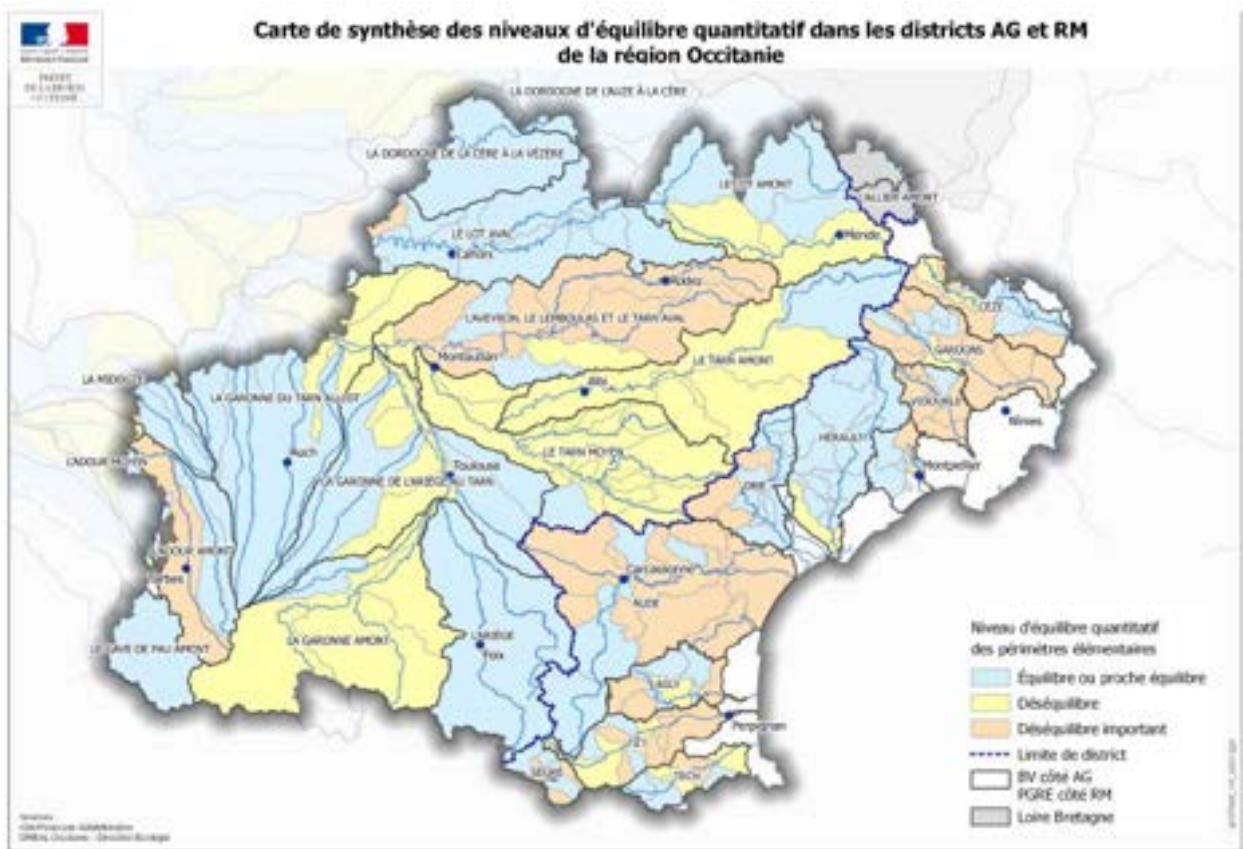 Carte de synthèse des niveaux d'équilibre quantitatif dans les districts AG et RM
de la région Occitanie
LA DORDOGNE DE L'AUZE À LA CÈRE
LA DORDOGNE DE LA CÈRE À LA VÉZÈRE
LE LOT AMONT
L'ALLIER AMONT
LE LOT AVAL
Mende
Cahors
Rodez
CEZE
L'AVEYRON, LE LEMBOULAS ET LE TARN AVAL
GARDONS
Montauban
LE TARN AMONT
LA MIDOUZE
Albi
LA GARONNE DU TARN AU LOT
VIDOURLE
Nîmes
HERAULT
LE TARN MOYEN
Auch
L'ADOUR MOYEN
Toulouse
Montpellier
LA GARONNE DE L'ARIÈGE AU TARN
ORB
L'ADOUR AMONT
Tarbes
Carcassonne
AUDE
LA GARONNE AMONT
L'ARIÈGE
Foix
LE GAVE DE PAU AMONT
AGLY
Perpignan
TET
SEGRE
TECH
Niveau d'équilibre quantitatif
des périmètres élémentaires
Équilibre ou proche équilibre
Déséquilibre
Déséquilibre important
Limite de district
BV côté AG
PGRE côté RM
Loire Bretagne